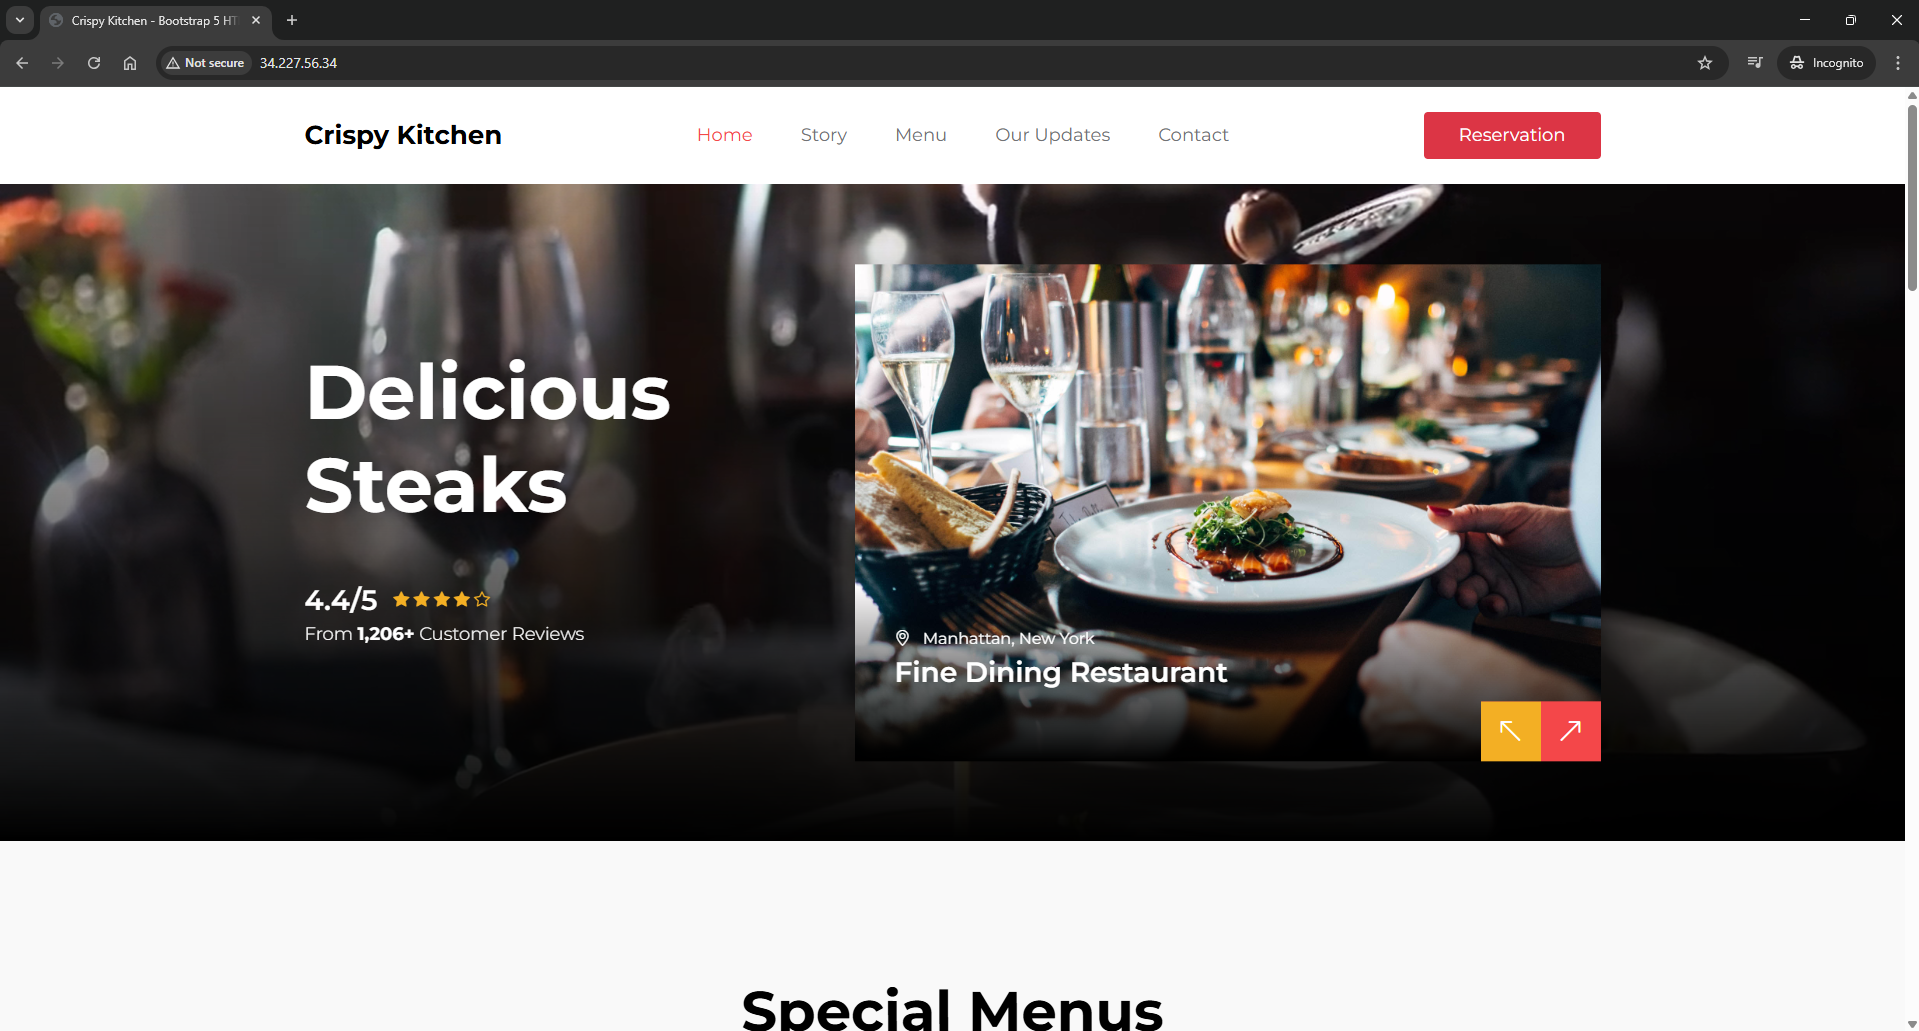 Crispy Kitchen - Bootstrap 5 HT
Not secure
34.227.56.34
Incognito
Crispy Kitchen
Home
Story
Menu
Our Updates
Contact
Reservation
Delicious
Steaks
4.4/5
From 1,206+ Customer Reviews
Manhattan, New York
Fine Dining Restaurant
Special Menus